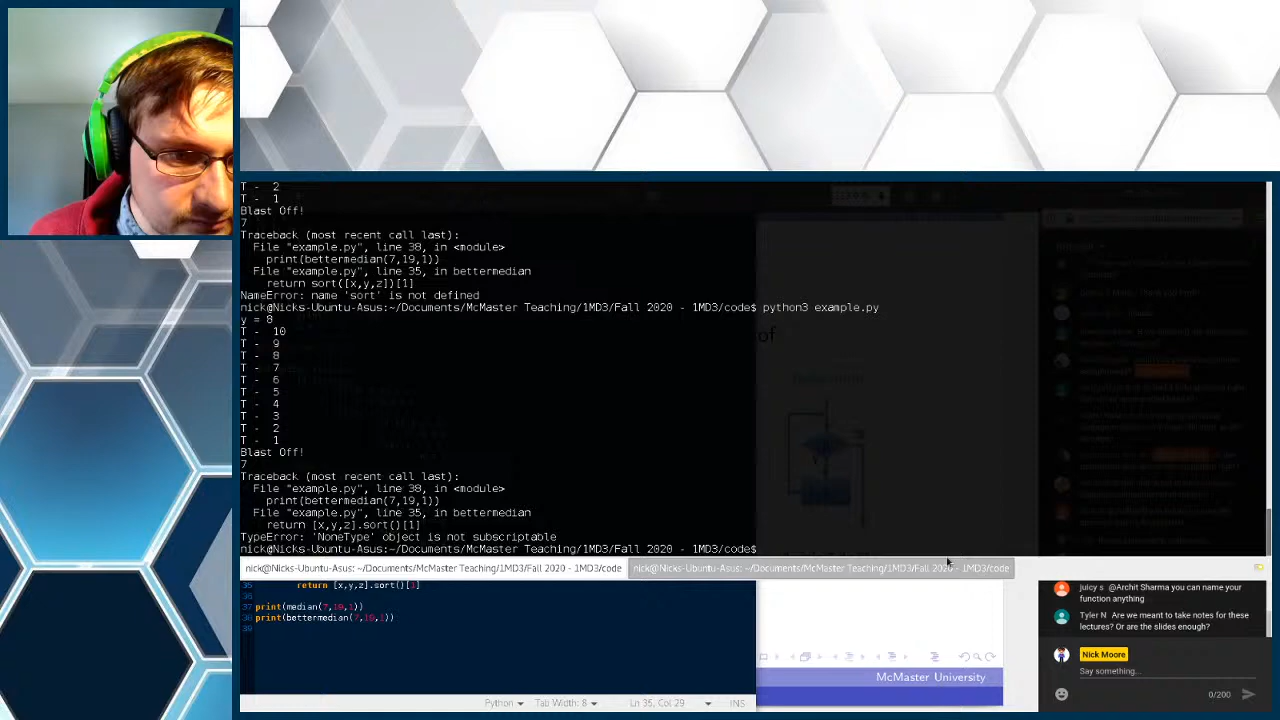 T -  2
T -  1
Blast Off!
7
Traceback (most recent call last):
File "example.py", line 38, in <module>
print(bettermedian(7,19,1))
File "example.py", line 35, in bettermedian
return sort([x,y,z])[1]
NameError: name 'sort' is not defined
nick@Nicks-Ubuntu-Asus:~/Documents/McMaster Teaching/1MD3/Fall 2020 - 1MD3/code$ python3 example.py
y = 8
T -  10
T -  9
T -  8
T -  7
T -  6
T -  5
T -  4
T -  3
T -  2
T -  1
Blast Off!
7
Traceback (most recent call last):
File "example.py", line 38, in <module>
print(bettermedian(7,19,1))
File "example.py", line 35, in bettermedian
return [x,y,z].sort()[1]
TypeError: 'NoneType' object is not subscriptable
nick@Nicks-Ubuntu-Asus:~/Documents/McMaster Teaching/1MD3/Fall 2020 - 1MD3/code$
of
nick@Nicks-Ubuntu-Asus: ~/Documents/McMaster Teaching/1MD3/Fall 2020 - 1MD3/code
nick@Nicks-Ubuntu-Asus: ~/Documents/McMaster Teaching/1MD3/Fall 2020 - 1MD3/code
35 return [x,y,z].sort()[1]
36
37 print(median(7,19,1))
38 print(bettermedian(7,19,1))
39
Python
Tab Width: 8
Ln 35, Col 29
INS
McMaster University
juicy s @Archit Sharma you can name your
function anything
Tyler N Are we meant to take notes for these
lectures? Or are the slides enough?
Nick Moore
Say something...
0/200